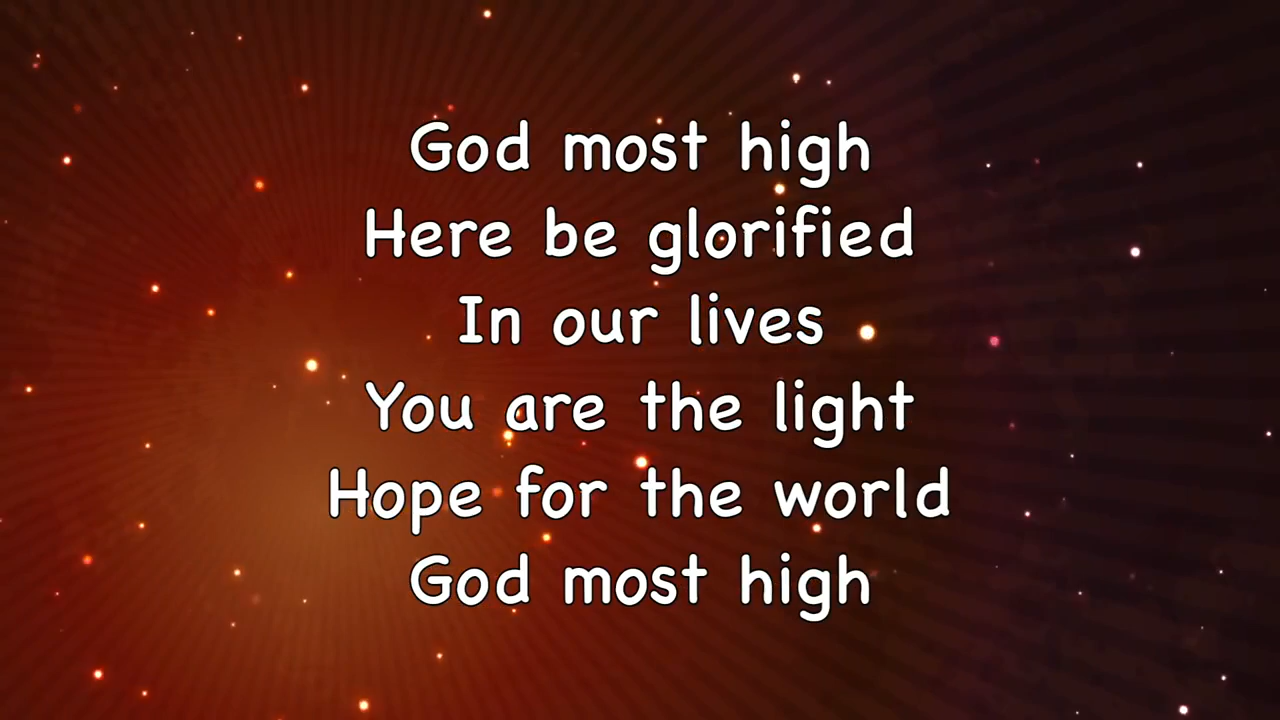 God most high
Here be glorified
In our lives
You are the light
Hope for the world
God most high